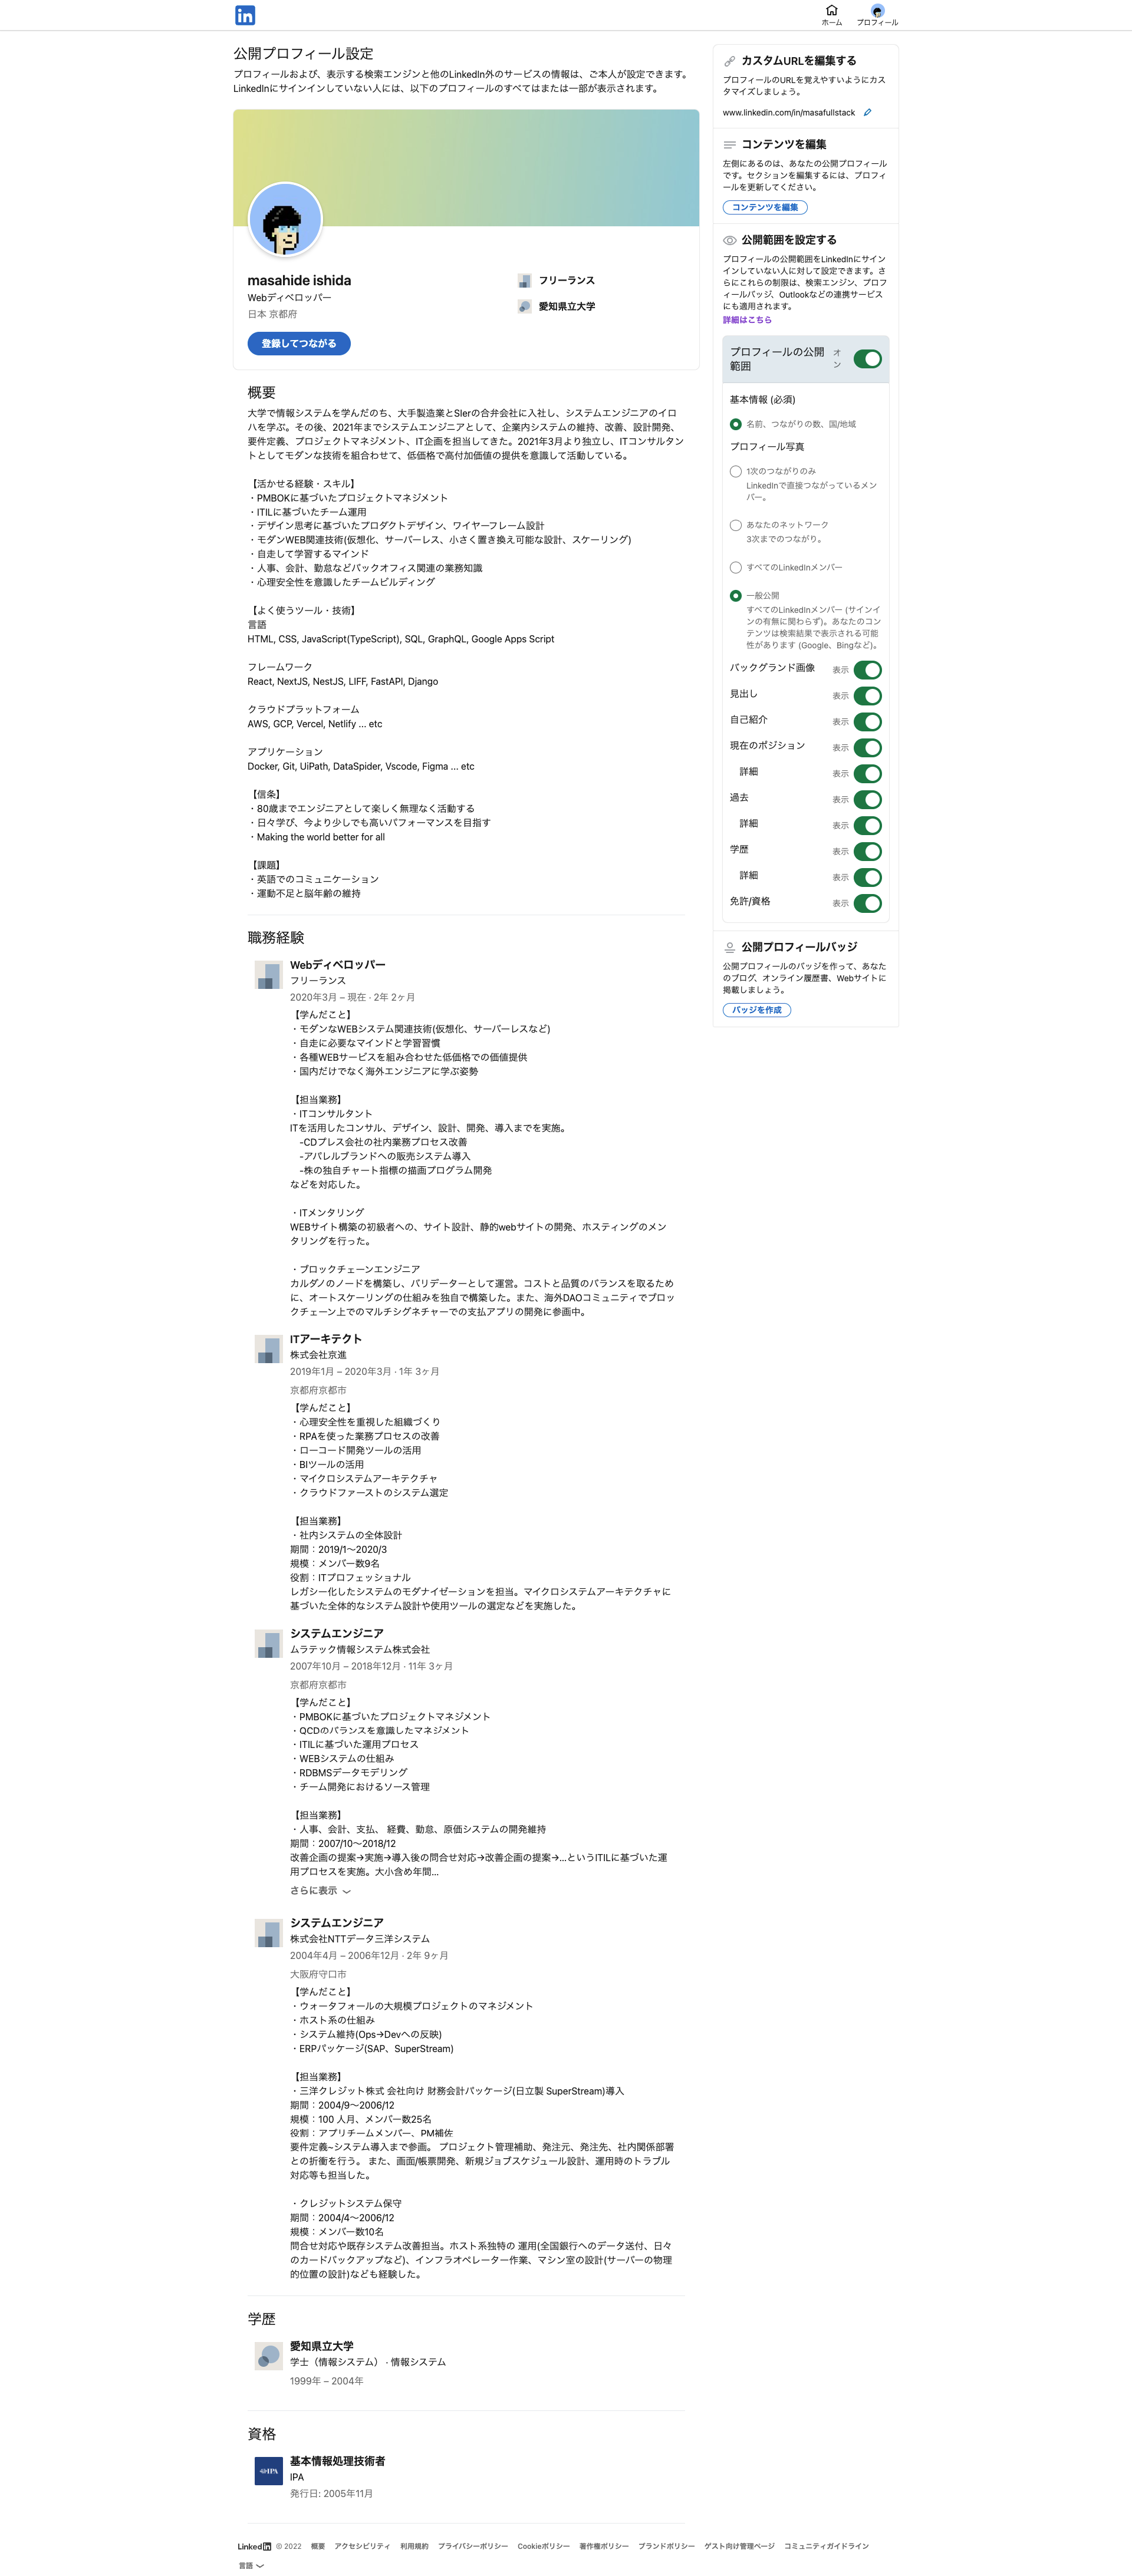 in
ホーム
プロフィール
公開プロフィール設定
プロフィールおよび、表示する検索エンジンと他のLinkedIn外のサービスの情報は、ご本人が設定できます。
LinkedInにサインインしていない人には、以下のプロフィールのすべてはまたは一部が表示されます。
masahide ishida
Webディベロッパー
日本 京都府
登録してつながる
フリーランス
愛知県立大学
概要
大学で情報システムを学んだのち、大手製造業とSIerの合弁会社に入社し、システムエンジニアのイロ
ハを学ぶ。その後、2021年までシステムエンジニアとして、企業内システムの維持、改善、設計開発、
要件定義、プロジェクトマネジメント、IT企画を担当してきた。2021年3月より独立し、ITコンサルタン
トとしてモダンな技術を組合わせて、低価格で高付加価値の提供を意識して活動している。
【活かせる経験・スキル】
・PMBOKに基づいたプロジェクトマネジメント
・ITILに基づいたチーム運用
・デザイン思考に基づいたプロダクトデザイン、ワイヤーフレーム設計
・モダンWEB関連技術(仮想化、サーバーレス、小さく置き換え可能な設計、スケーリング)
・自走して学習するマインド
・人事、会計、勤怠などバックオフィス関連の業務知識
・心理安全性を意識したチームビルディング
【よく使うツール・技術】
言語
HTML, CSS, JavaScript(TypeScript), SQL, GraphQL, Google Apps Script
フレームワーク
React, NextJS, NestJS, LIFF, FastAPI, Django
クラウドプラットフォーム
AWS, GCP, Vercel, Netlify ... etc
アプリケーション
Docker, Git, UiPath, DataSpider, Vscode, Figma ... etc
【信条】
・80歳までエンジニアとして楽しく無理なく活動する
・日々学び、今より少しでも高いパフォーマンスを目指す
・Making the world better for all
【課題】
・英語でのコミュニケーション
・運動不足と脳年齢の維持
職務経験
Webディベロッパー
フリーランス
2020年3月 – 現在 · 2年 2ヶ月
【学んだこと】
・モダンなWEBシステム関連技術(仮想化、サーバーレスなど)
・自走に必要なマインドと学習習慣
・各種WEBサービスを組み合わせた低価格での価値提供
・国内だけでなく海外エンジニアに学ぶ姿勢
【担当業務】
・ITコンサルタント
ITを活用したコンサル、デザイン、設計、開発、導入までを実施。
-CDプレス会社の社内業務プロセス改善
-アパレルブランドへの販売システム導入
-株の独自チャート指標の描画プログラム開発
などを対応した。
・ITメンタリング
WEBサイト構築の初級者への、サイト設計、静的webサイトの開発、ホスティングのメン
タリングを行った。
・ブロックチェーンエンジニア
カルダノのノードを構築し、バリデーターとして運営。コストと品質のバランスを取るため
に、オートスケーリングの仕組みを独自で構築した。また、海外DAOコミュニティでブロッ
クチェーン上でのマルチシグネチャーでの支払アプリの開発に参画中。
ITアーキテクト
株式会社京進
2019年1月 – 2020年3月 · 1年 3ヶ月
京都府京都市
【学んだこと】
・心理安全性を重視した組織づくり
・RPAを使った業務プロセスの改善
・ローコード開発ツールの活用
・BIツールの活用
・マイクロシステムアーキテクチャ
・クラウドファーストのシステム選定
【担当業務】
・社内システムの全体設計
期間：2019/1〜2020/3
規模：メンバー数9名
役割：ITプロフェッショナル
レガシー化したシステムのモダナイゼーションを担当。マイクロシステムアーキテクチャに
基づいた全体的なシステム設計や使用ツールの選定などを実施した。
システムエンジニア
ムラテック情報システム株式会社
2007年10月 – 2018年12月 · 11年 3ヶ月
京都府京都市
【学んだこと】
・PMBOKに基づいたプロジェクトマネジメント
・QCDのバランスを意識したマネジメント
・ITILに基づいた運用プロセス
・WEBシステムの仕組み
・RDBMSデータモデリング
・チーム開発におけるソース管理
【担当業務】
・人事、会計、支払、 経費、勤怠、原価システムの開発維持
期間：2007/10〜2018/12
改善企画の提案→実施→導入後の問合せ対応→改善企画の提案→...というITILに基づいた運
用プロセスを実施。大小含め年間...
さらに表示
システムエンジニア
株式会社NTTデータ三洋システム
2004年4月 – 2006年12月 · 2年 9ヶ月
大阪府守口市
【学んだこと】
・ウォータフォールの大規模プロジェクトのマネジメント
・ホスト系の仕組み
・システム維持(Ops→Devへの反映)
・ERPパッケージ(SAP、SuperStream)
【担当業務】
・三洋クレジット株式 会社向け 財務会計パッケージ(日立製 SuperStream)導入
期間：2004/9〜2006/12
規模：100 人月、メンバー数25名
役割：アプリチームメンバー、PM補佐
要件定義~システム導入まで参画。 プロジェクト管理補助、発注元、発注先、社内関係部署
との折衝を行う。 また、画面/帳票開発、新規ジョブスケジュール設計、運用時のトラブル
対応等も担当した。
・クレジットシステム保守
期間：2004/4〜2006/12
規模：メンバー数10名
問合せ対応や既存システム改善担当。ホスト系独特の 運用(全国銀行へのデータ送付、日々
のカードバックアップなど)、インフラオペレーター作業、マシン室の設計(サーバーの物理
的位置の設計)なども経験した。
学歴
愛知県立大学
学士（情報システム） · 情報システム
1999年 – 2004年
資格
基本情報処理技術者
IPA
IPA
発行日: 2005年11月
カスタムURLを編集する
プロフィールのURLを覚えやすいようにカス
タマイズしましょう。
www.linkedin.com/in/masafullstack
コンテンツを編集
左側にあるのは、あなたの公開プロフィール
です。セクションを編集するには、プロフィ
ールを更新してください。
コンテンツを編集
公開範囲を設定する
プロフィールの公開範囲をLinkedInにサイン
インしていない人に対して設定できます。さ
らにこれらの制限は、検索エンジン、プロフ
ィールバッジ、Outlookなどの連携サービス
にも適用されます。
詳細はこちら
プロフィールの公開
範囲
オ
ン
基本情報 (必須)
名前、つながりの数、国/地域
プロフィール写真
1次のつながりのみ
LinkedInで直接つながっているメン
バー。
あなたのネットワーク
3次までのつながり。
すべてのLinkedInメンバー
一般公開
すべてのLinkedInメンバー (サインイ
ンの有無に関わらず)。あなたのコン
テンツは検索結果で表示される可能
性があります (Google、Bingなど)。
バックグランド画像 表示
見出し 表示
自己紹介 表示
現在のポジション 表示
詳細 表示
過去 表示
詳細 表示
学歴 表示
詳細 表示
免許/資格 表示
公開プロフィールバッジ
公開プロフィールのバッジを作って、あなた
のブログ、オンライン履歴書、Webサイトに
掲載しましょう。
バッジを作成
LinkedIn © 2022 概要 アクセシビリティ 利用規約 プライバシーポリシー Cookieポリシー 著作権ポリシー ブランドポリシー ゲスト向け管理ページ コミュニティガイドライン
言語